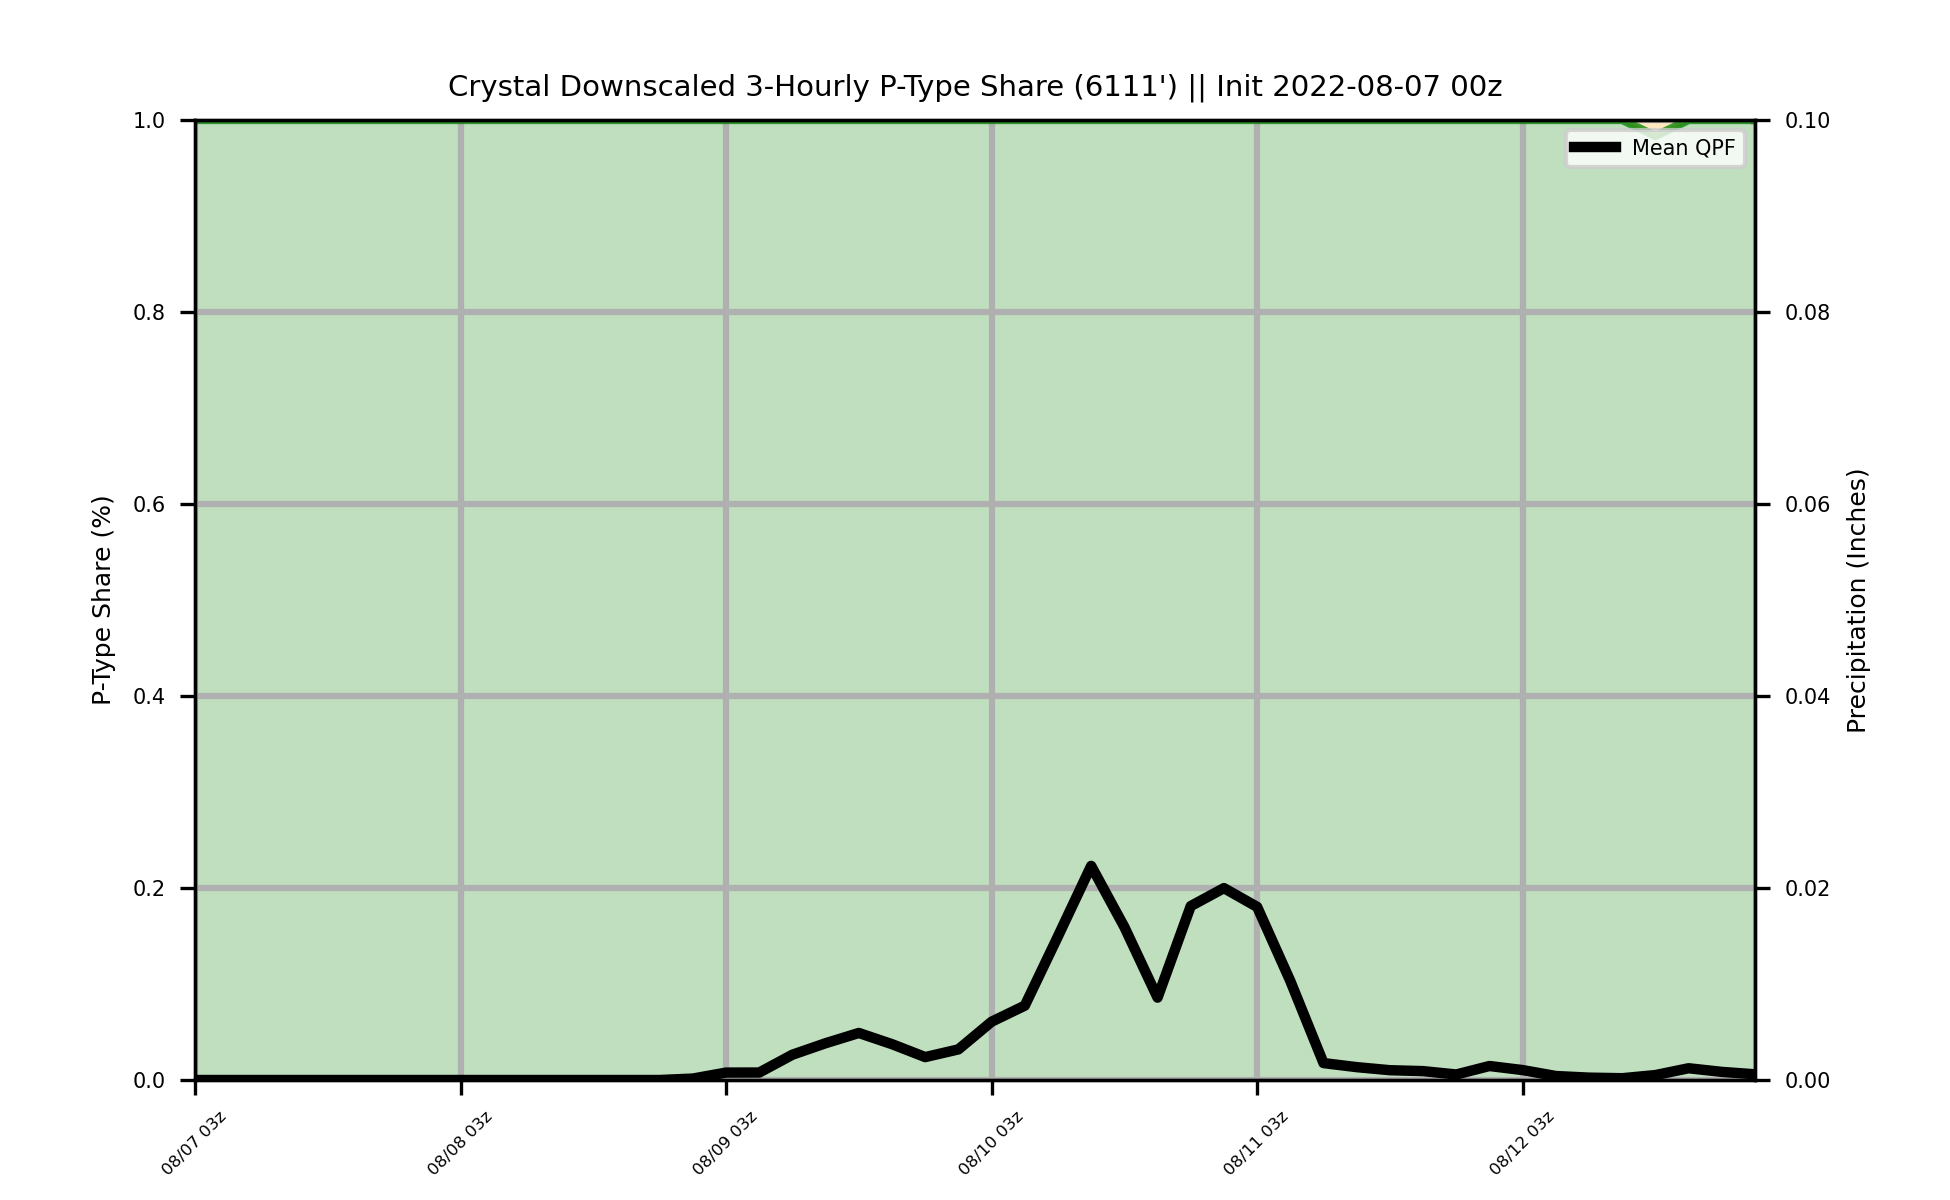 Crystal Downscaled 3-Hourly P-Type Share (6111') || Init 2022-08-07 00z
1.0
0.8
0.6
0.4
0.2
0.0
P-Type Share (%)
0.10
0.08
0.06
0.04
0.02
0.00
Precipitation (Inches)
Mean QPF
08/07 03z
08/08 03z
08/09 03z
08/10 03z
08/11 03z
08/12 03z